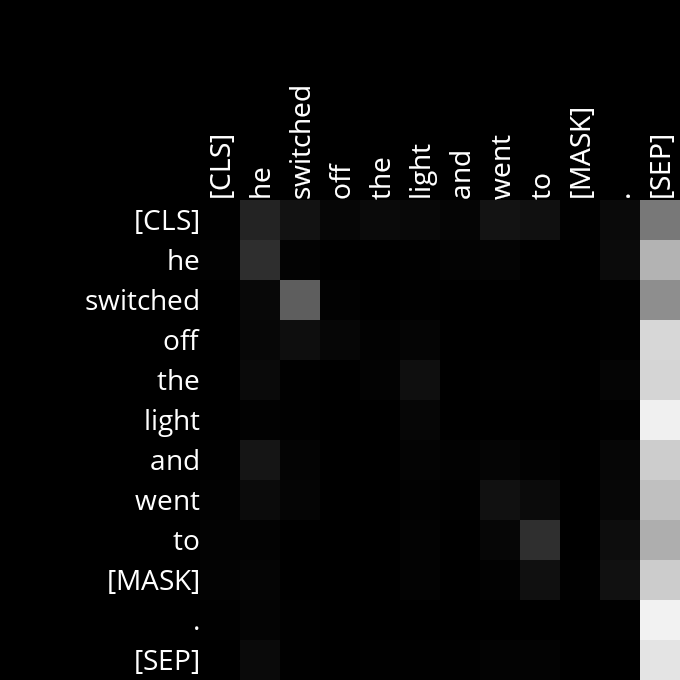 [CLS] he switched off the light and went to [MASK] . [SEP]
[CLS]
he
switched
off
the
light
and
went
to
[MASK]
.
[SEP]